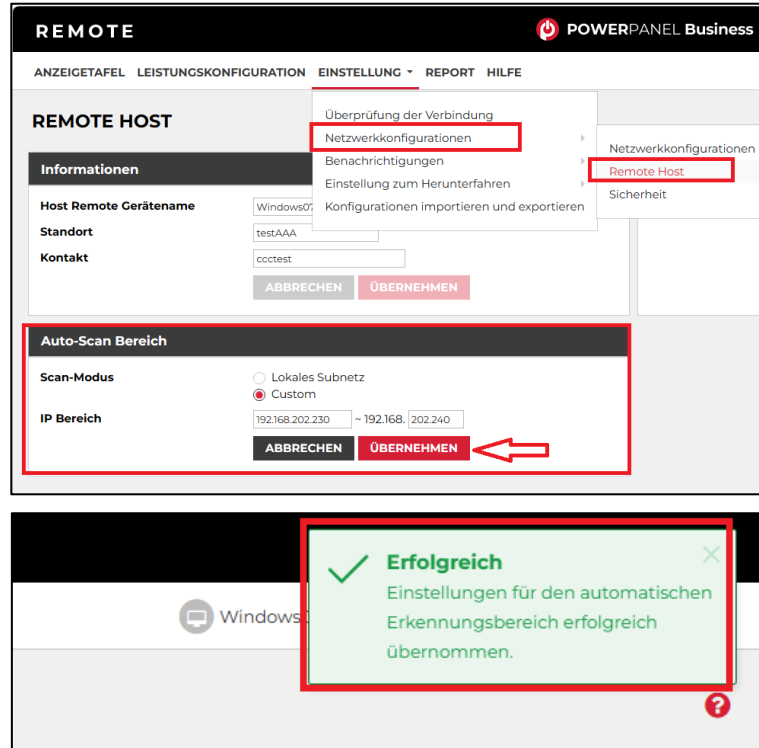 REMOTE
POWERPANEL Business
ANZEIGETAFEL LEISTUNGSKONFIGURATION EINSTELLUNG REPORT HILFE
REMOTE HOST
Überprüfung der Verbindung
Netzwerkkonfigurationen
Benachrichtigungen
Einstellung zum Herunterfahren
Konfigurationen importieren und exportieren
Netzwerkkonfigurationen
Remote Host
Sicherheit
Informationen
Host Remote Gerätename
Standort testAAA
Kontakt ccctest
ABBRECHEN ÜBERNEHMEN
Auto-Scan Bereich
Scan-Modus Lokales Subnetz
Custom
IP Bereich 192.168.202.230 ~ 192.168. 202.240
ABBRECHEN ÜBERNEHMEN
Erfolgreich
Einstellungen für den automatischen
Erkennungsbereich erfolgreich
übernommen.